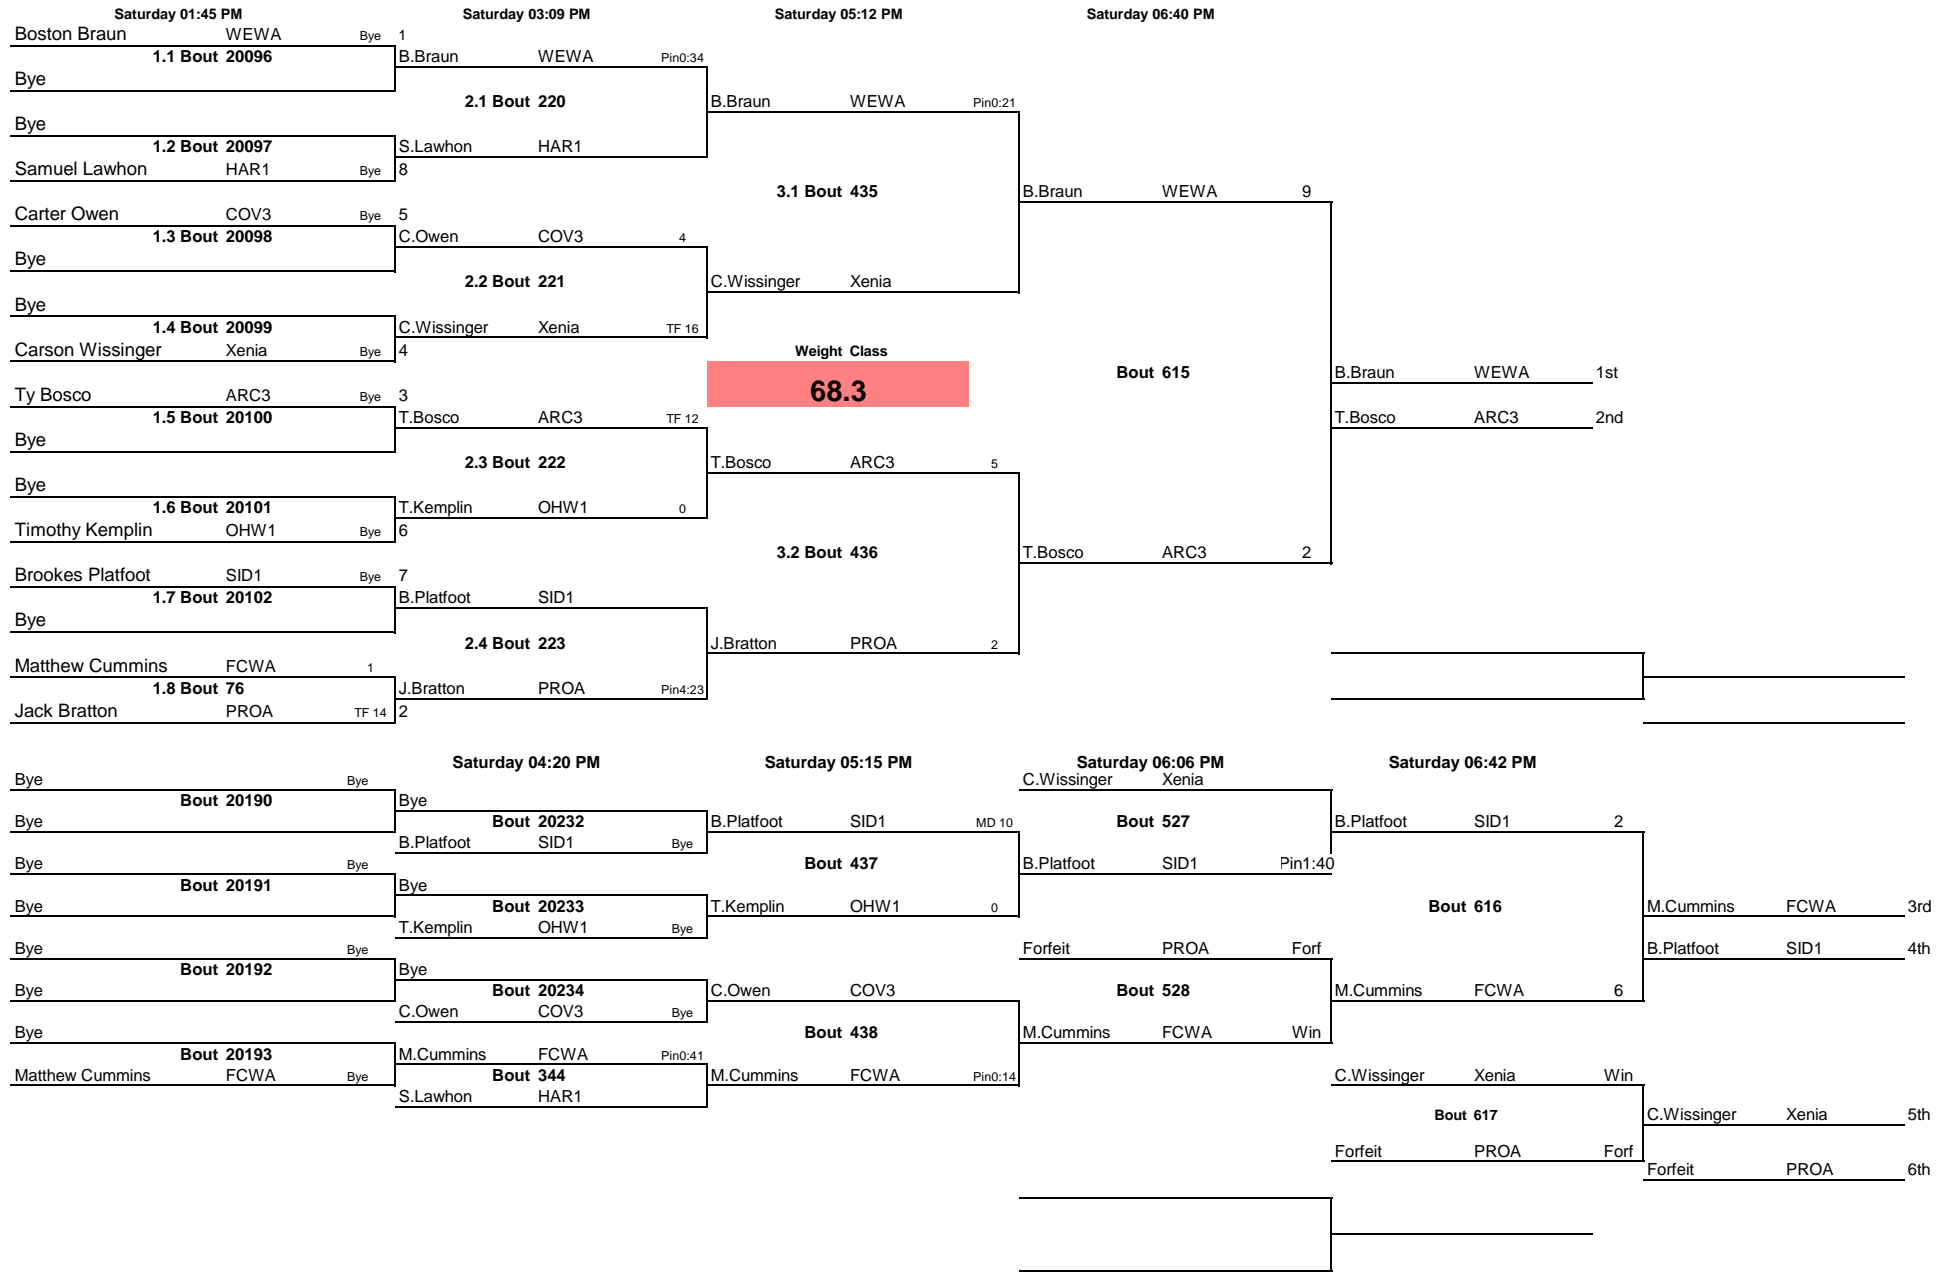 Saturday 01:45 PM Saturday 03:09 PM Saturday 05:12 PM Saturday 06:40 PM
Boston Braun WEWA Bye 1
1.1 Bout 20096 B.Braun WEWA Pin0:34
Bye
2.1 Bout 220 B.Braun WEWA Pin0:21
Bye
1.2 Bout 20097 S.Lawhon HAR1
Samuel Lawhon HAR1 Bye 8
3.1 Bout 435 B.Braun WEWA 9
Carter Owen COV3 Bye 5
1.3 Bout 20098 C.Owen COV3 4
Bye
2.2 Bout 221 C.Wissinger Xenia
Bye
1.4 Bout 20099 C.Wissinger Xenia TF 16
Carson Wissinger Xenia Bye 4 Weight Class
Bout 615 B.Braun WEWA 1st
Ty Bosco ARC3 Bye 3 68.3
1.5 Bout 20100 T.Bosco ARC3 TF 12 T.Bosco ARC3 2nd
Bye
2.3 Bout 222 T.Bosco ARC3 5
Bye
1.6 Bout 20101 T.Kemplin OHW1 0
Timothy Kemplin OHW1 Bye 6
3.2 Bout 436 T.Bosco ARC3 2
Brookes Platfoot SID1 Bye 7
1.7 Bout 20102 B.Platfoot SID1
Bye
2.4 Bout 223 J.Bratton PROA 2
Matthew Cummins FCWA 1
1.8 Bout 76 J.Bratton PROA Pin4:23
Jack Bratton PROA TF 14 2
Saturday 04:20 PM Saturday 05:15 PM Saturday 06:06 PM Saturday 06:42 PM
Bye Bye C.Wissinger Xenia
Bout 20190 Bye
Bye Bout 20232 B.Platfoot SID1 MD 10 Bout 527 B.Platfoot SID1 2
B.Platfoot SID1 Bye
Bye Bye Bout 437 B.Platfoot SID1 Pin1:40
Bout 20191 Bye
Bye Bout 20233 T.Kemplin OHW1 0 Bout 616 M.Cummins FCWA 3rd
T.Kemplin OHW1 Bye
Bye Bye Forfeit PROA Forf B.Platfoot SID1 4th
Bout 20192 Bye
Bye Bout 20234 C.Owen COV3 Bout 528 M.Cummins FCWA 6
C.Owen COV3 Bye
Bye Bout 438 M.Cummins FCWA Win
Bout 20193 M.Cummins FCWA Pin0:41
Matthew Cummins FCWA Bye Bout 344 M.Cummins FCWA Pin0:14 C.Wissinger Xenia Win
S.Lawhon HAR1
Bout 617 C.Wissinger Xenia 5th
Forfeit PROA Forf
Forfeit PROA 6th